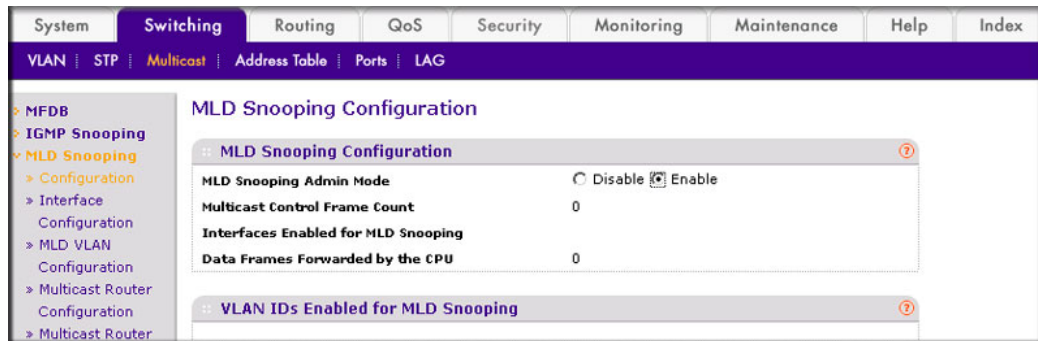 System Switching Routing QoS Security Monitoring Maintenance Help Index
VLAN STP Multicast Address Table Ports LAG
MFDB
IGMP Snooping
MLD Snooping
» Configuration
» Interface
Configuration
» MLD VLAN
Configuration
» Multicast Router
Configuration
» Multicast Router
MLD Snooping Configuration
MLD Snooping Configuration ?
MLD Snooping Admin Mode Disable Enable
Multicast Control Frame Count 0
Interfaces Enabled for MLD Snooping
Data Frames Forwarded by the CPU 0
VLAN IDs Enabled for MLD Snooping ?